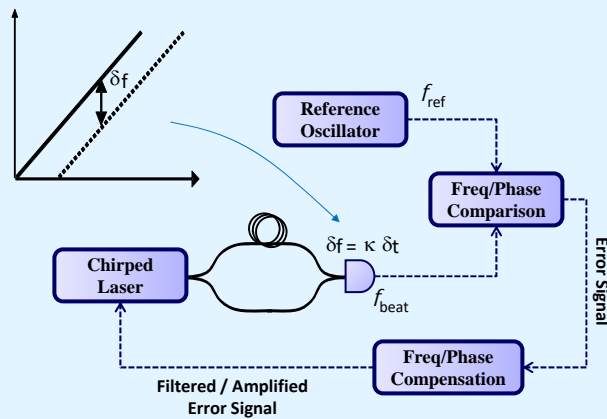 δf
Reference
Oscillator
f_ref
Freq/Phase
Comparison
δf = κ δt
Chirped
Laser
f_beat
Error Signal
Freq/Phase
Compensation
Filtered / Amplified
Error Signal